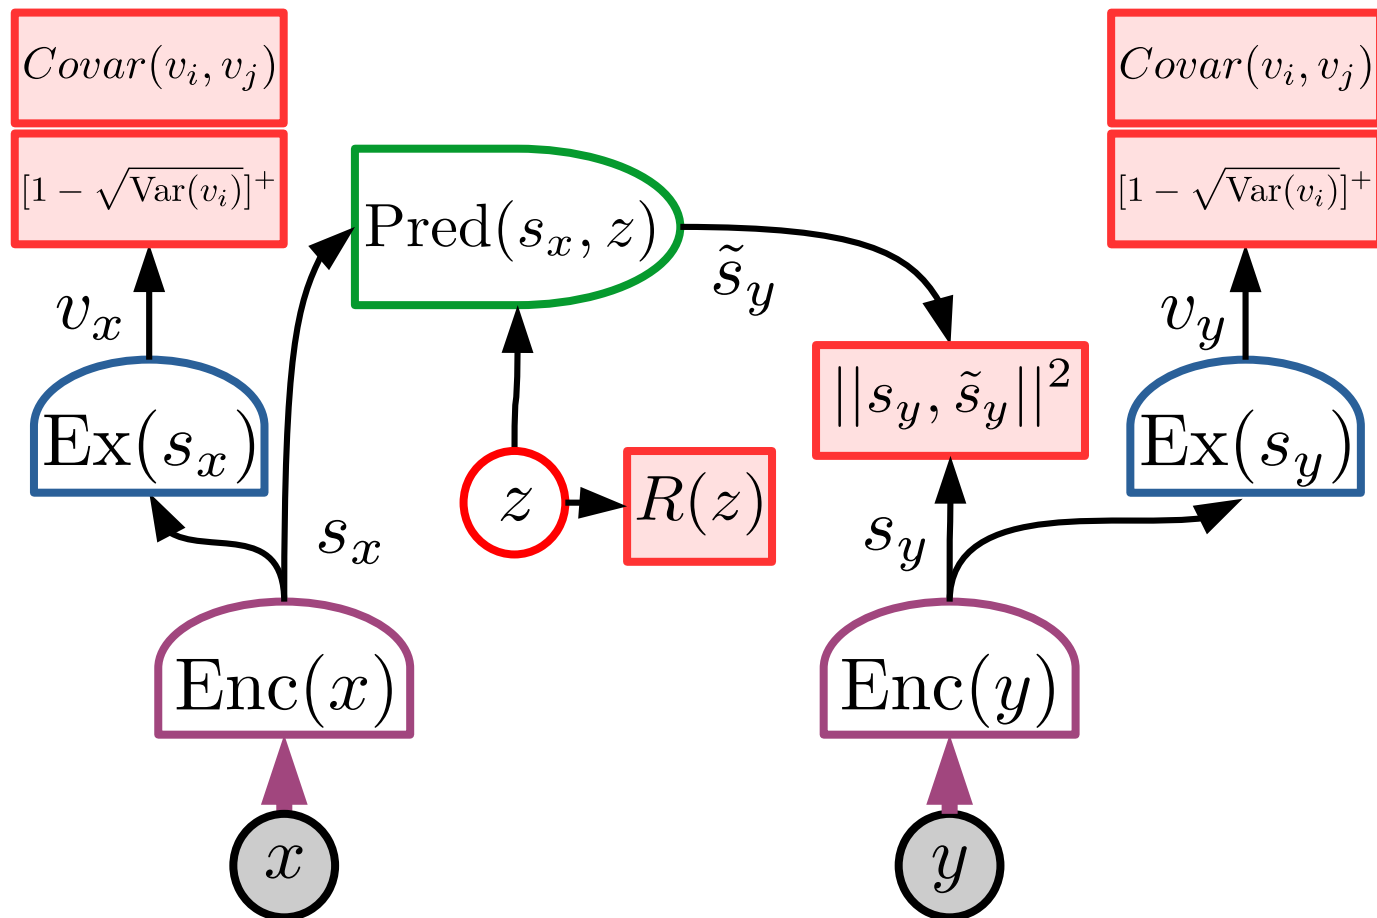 Covar(v_i, v_j)
[1 − √Var(v_i)]^+
v_x
Ex(s_x)
s_x
Pred(s_x, z)
s̃_y
z
R(z)
||s_y, s̃_y||^2
s_y
Covar(v_i, v_j)
[1 − √Var(v_i)]^+
v_y
Ex(s_y)
Enc(x)
Enc(y)
x
y